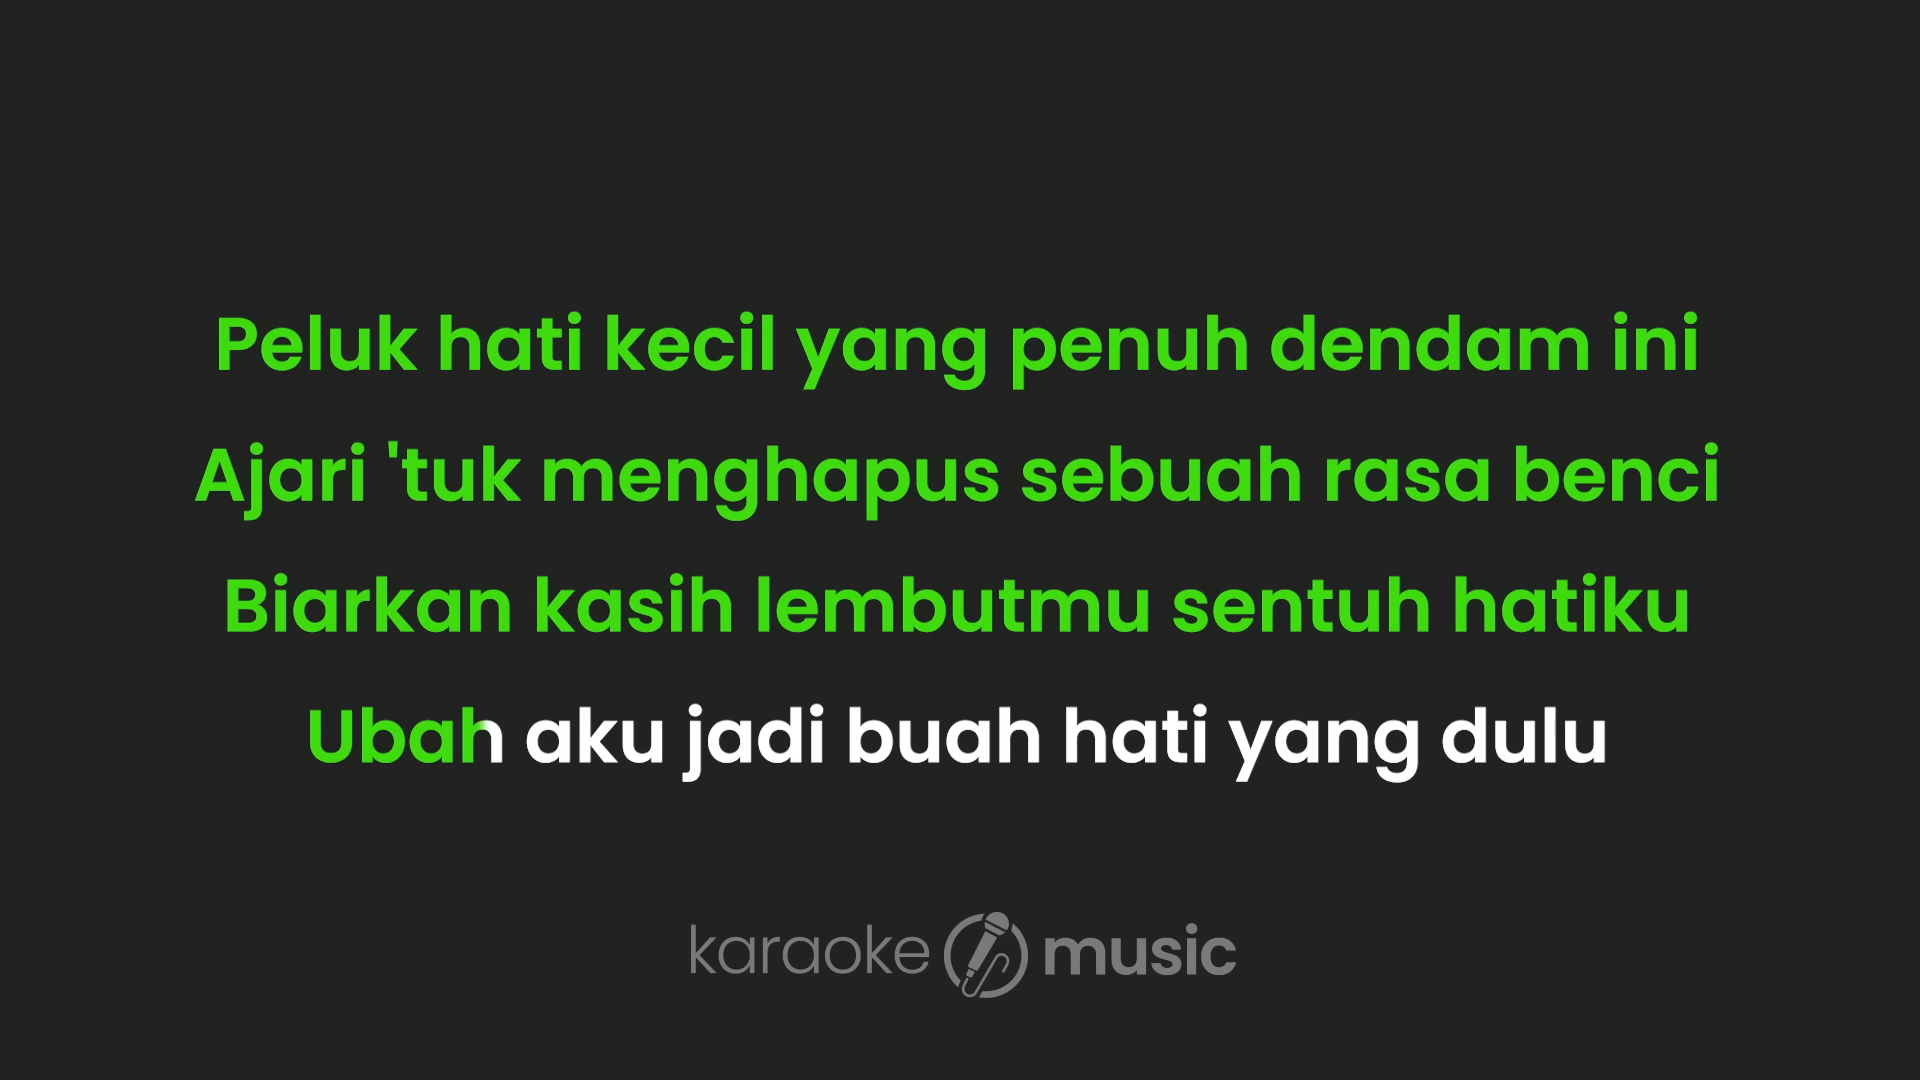 Peluk hati kecil yang penuh dendam ini
Ajari 'tuk menghapus sebuah rasa benci
Biarkan kasih lembutmu sentuh hatiku
Ubah aku jadi buah hati yang dulu
karaoke music